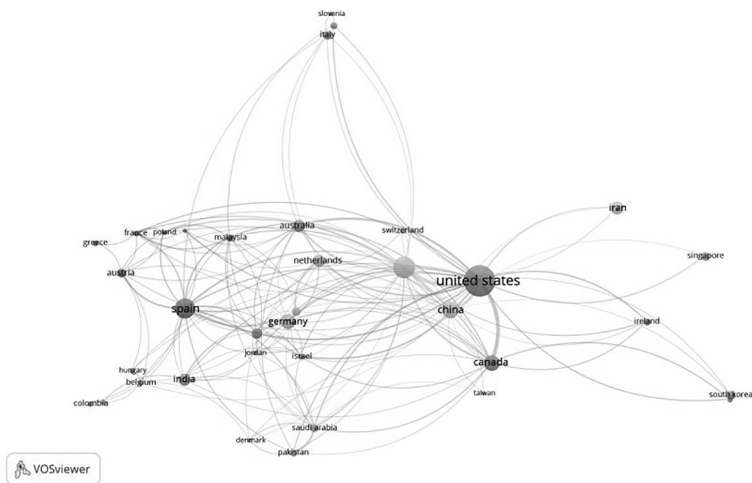 slovenia
italy
iran
australia
switzerland
france
poland
malaysia
greece
singapore
netherlands
austria
united states
spain
china
germany
ireland
jordan
israel
canada
hungary
india
belgium
taiwan
south korea
colombia
saudi arabia
denmark
pakistan
VOSviewer